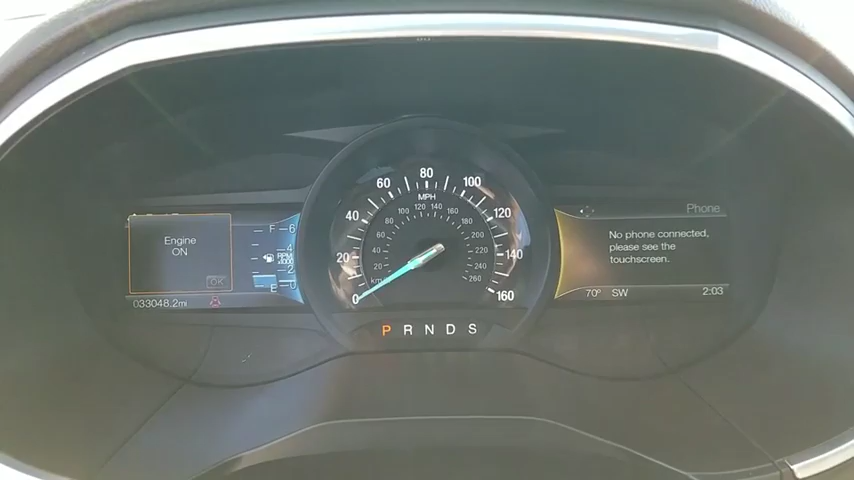 Engine
ON
OK
033048.2mi
F
E
6
4
2
0
RPM
x1000
0
20
40
60
80
100
120
140
160
MPH
km/h
20
40
60
80
100
120
140
160
180
200
220
240
260
P R N D S
Phone
No phone connected,
please see the
touchscreen.
70° SW
2:03